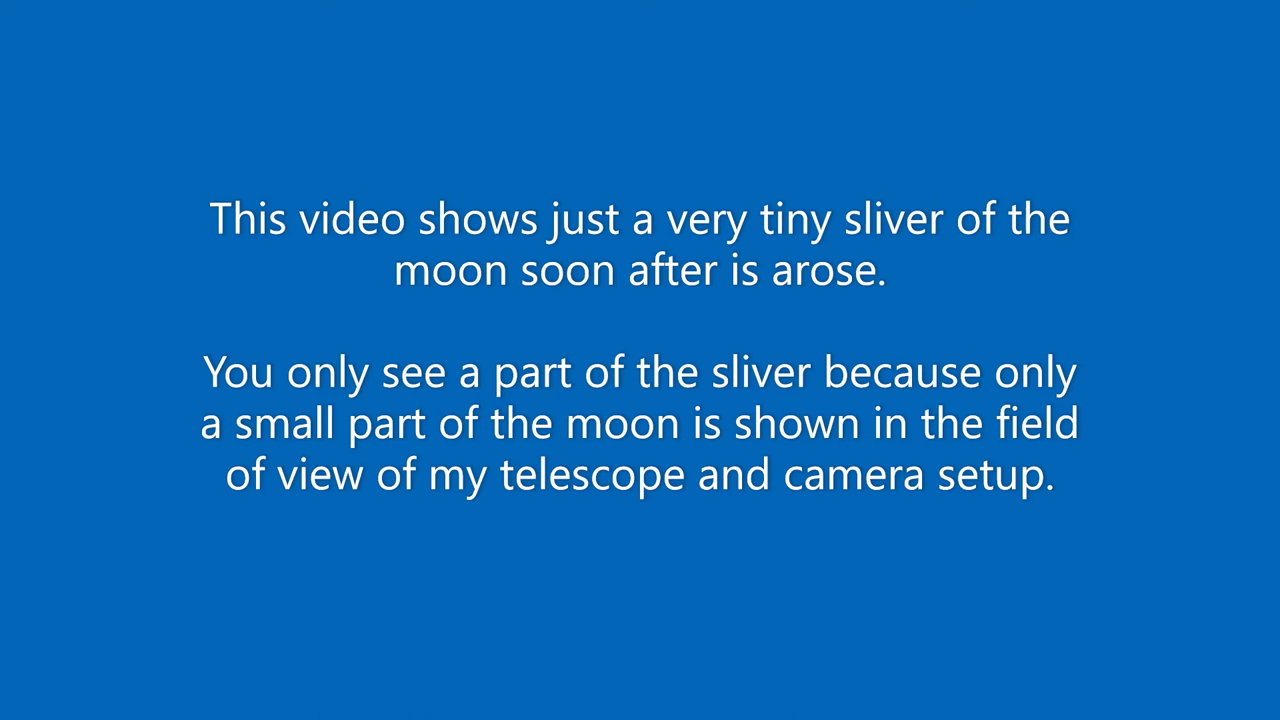 This video shows just a very tiny sliver of the
moon soon after is arose.
You only see a part of the sliver because only
a small part of the moon is shown in the field
of view of my telescope and camera setup.